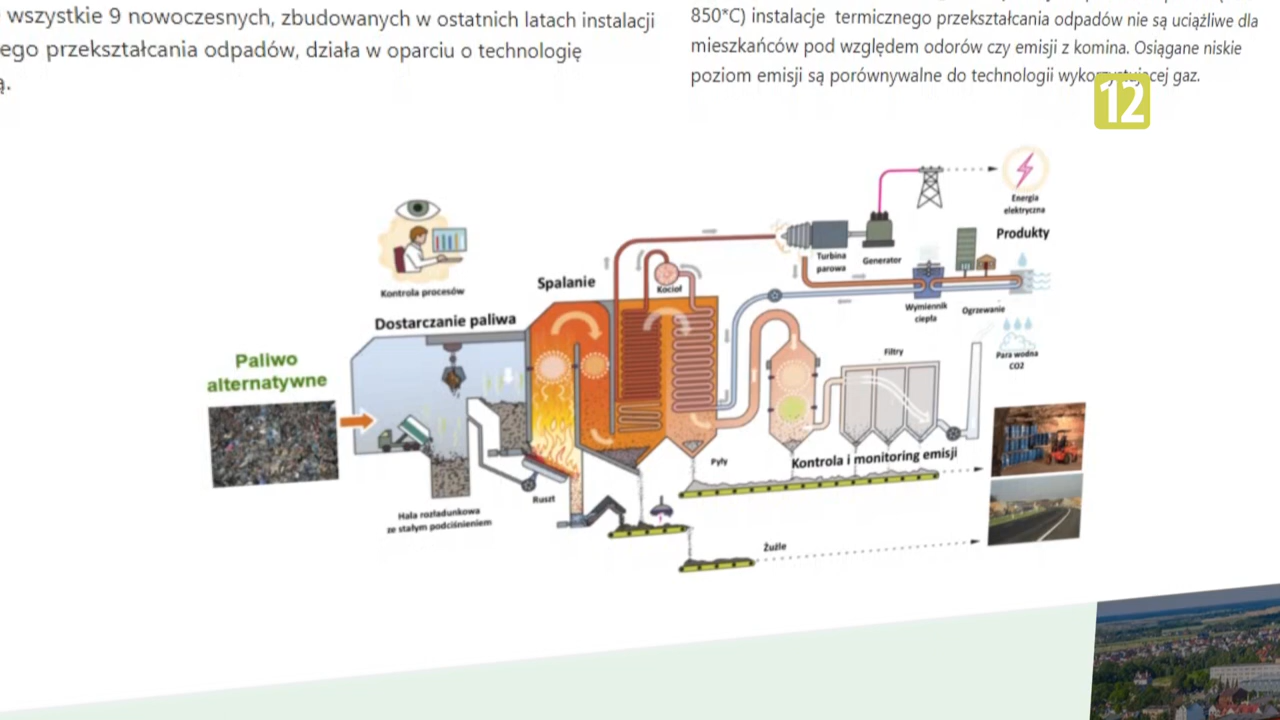 wszystkie 9 nowoczesnych, zbudowanych w ostatnich latach instalacji
ego przekształcania odpadów, działa w oparciu o technologię
ą.
850*C) instalacje termicznego przekształcania odpadów nie są uciążliwe dla
mieszkańców pod względem odorów czy emisji z komina. Osiągane niskie
poziom emisji są porównywalne do technologii wykorzystującej gaz.
12
Energia
elektryczna
Produkty
Turbina
parowa
Generator
Kontrola procesów
Spalanie
Kocioł
Wymiennik
ciepła
Ogrzewanie
Dostarczanie paliwa
Para wodna
CO2
Filtry
Paliwo
alternatywne
Pyły
Kontrola i monitoring emisji
Ruszt
Hala rozładunkowa
ze stałym podciśnieniem
Żużle